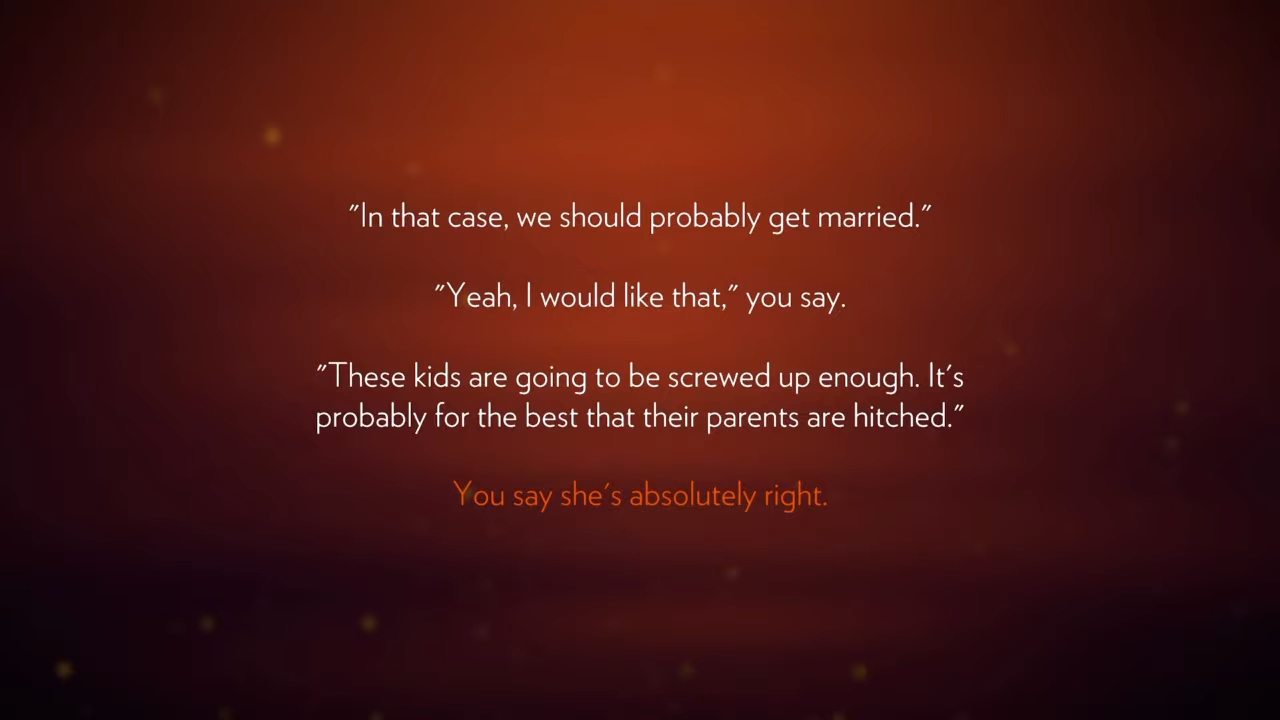 "In that case, we should probably get married."
"Yeah, I would like that," you say.
"These kids are going to be screwed up enough. It's
probably for the best that their parents are hitched."
You say she's absolutely right.